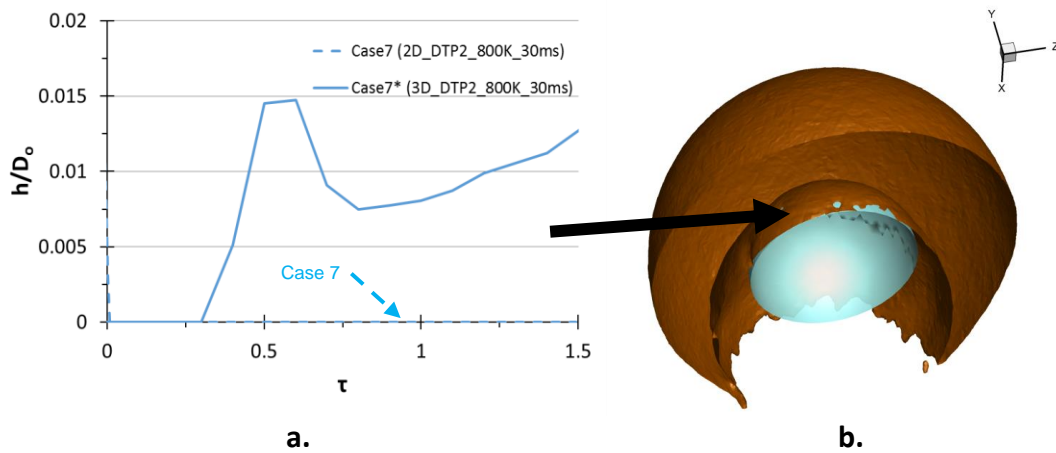 0.02
0.015
0.01
0.005
0
h/Dₒ
Case7 (2D_DTP2_800K_30ms)
Case7* (3D_DTP2_800K_30ms)
Case 7
0
0.5
1
1.5
τ
a.
Y
Z
X
b.